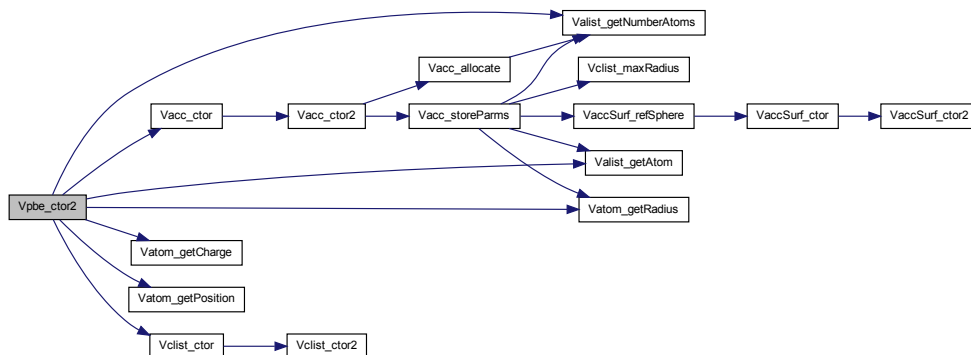 Valist_getNumberAtoms
Vacc_allocate
Vclist_maxRadius
Vacc_ctor
Vacc_ctor2
Vacc_storeParms
VaccSurf_refSphere
VaccSurf_ctor
VaccSurf_ctor2
Valist_getAtom
Vpbe_ctor2
Vatom_getRadius
Vatom_getCharge
Vatom_getPosition
Vclist_ctor
Vclist_ctor2